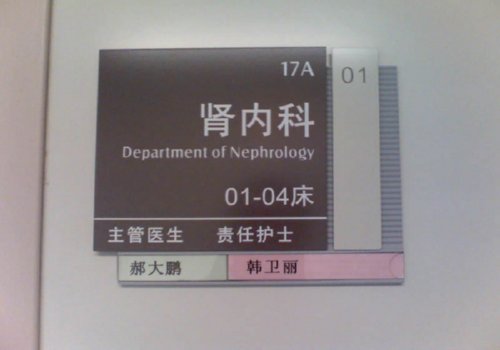 17A
01
肾内科
Department of Nephrology
01-04床
主管医生 责任护士
郝大鹏 韩卫丽